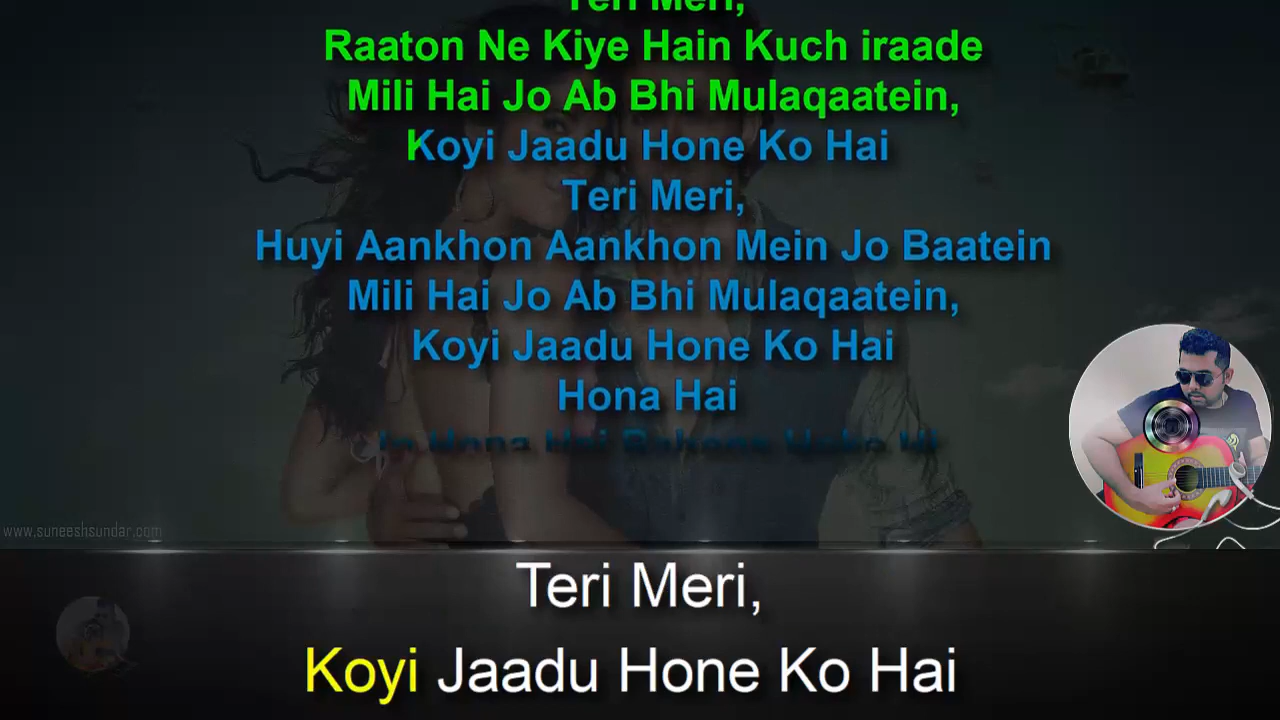 Teri Meri,
Raaton Ne Kiye Hain Kuch iraade
Mili Hai Jo Ab Bhi Mulaqaatein,
Koyi Jaadu Hone Ko Hai
Teri Meri,
Huyi Aankhon Aankhon Mein Jo Baatein
Mili Hai Jo Ab Bhi Mulaqaatein,
Koyi Jaadu Hone Ko Hai
Hona Hai
www.suneeshsundar.com
Teri Meri,
Koyi Jaadu Hone Ko Hai